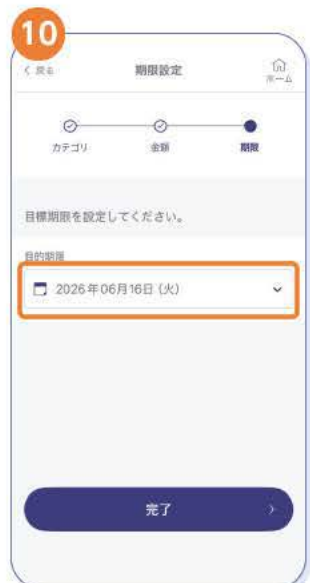 10
戻る
期限設定
ホーム
カテゴリ
金額
期限
目標期限を設定してください。
目的期限
2026年06月16日（火）
完了